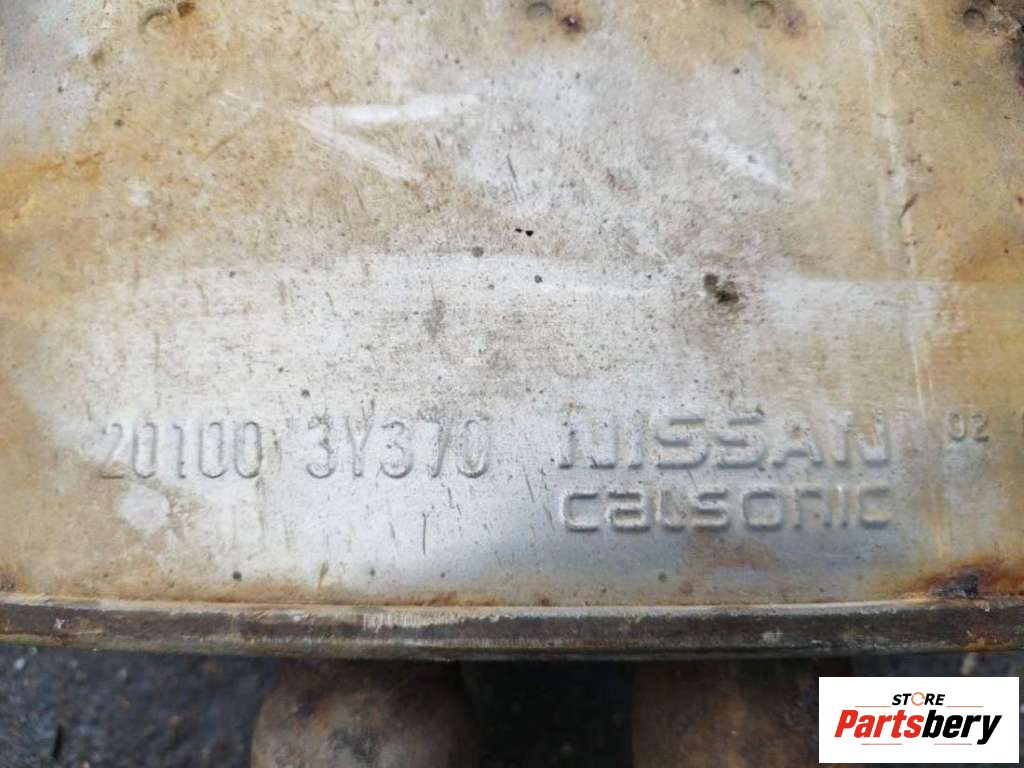 20100 3Y370 NISSAN 02
calsonic
STORE
Partsbery